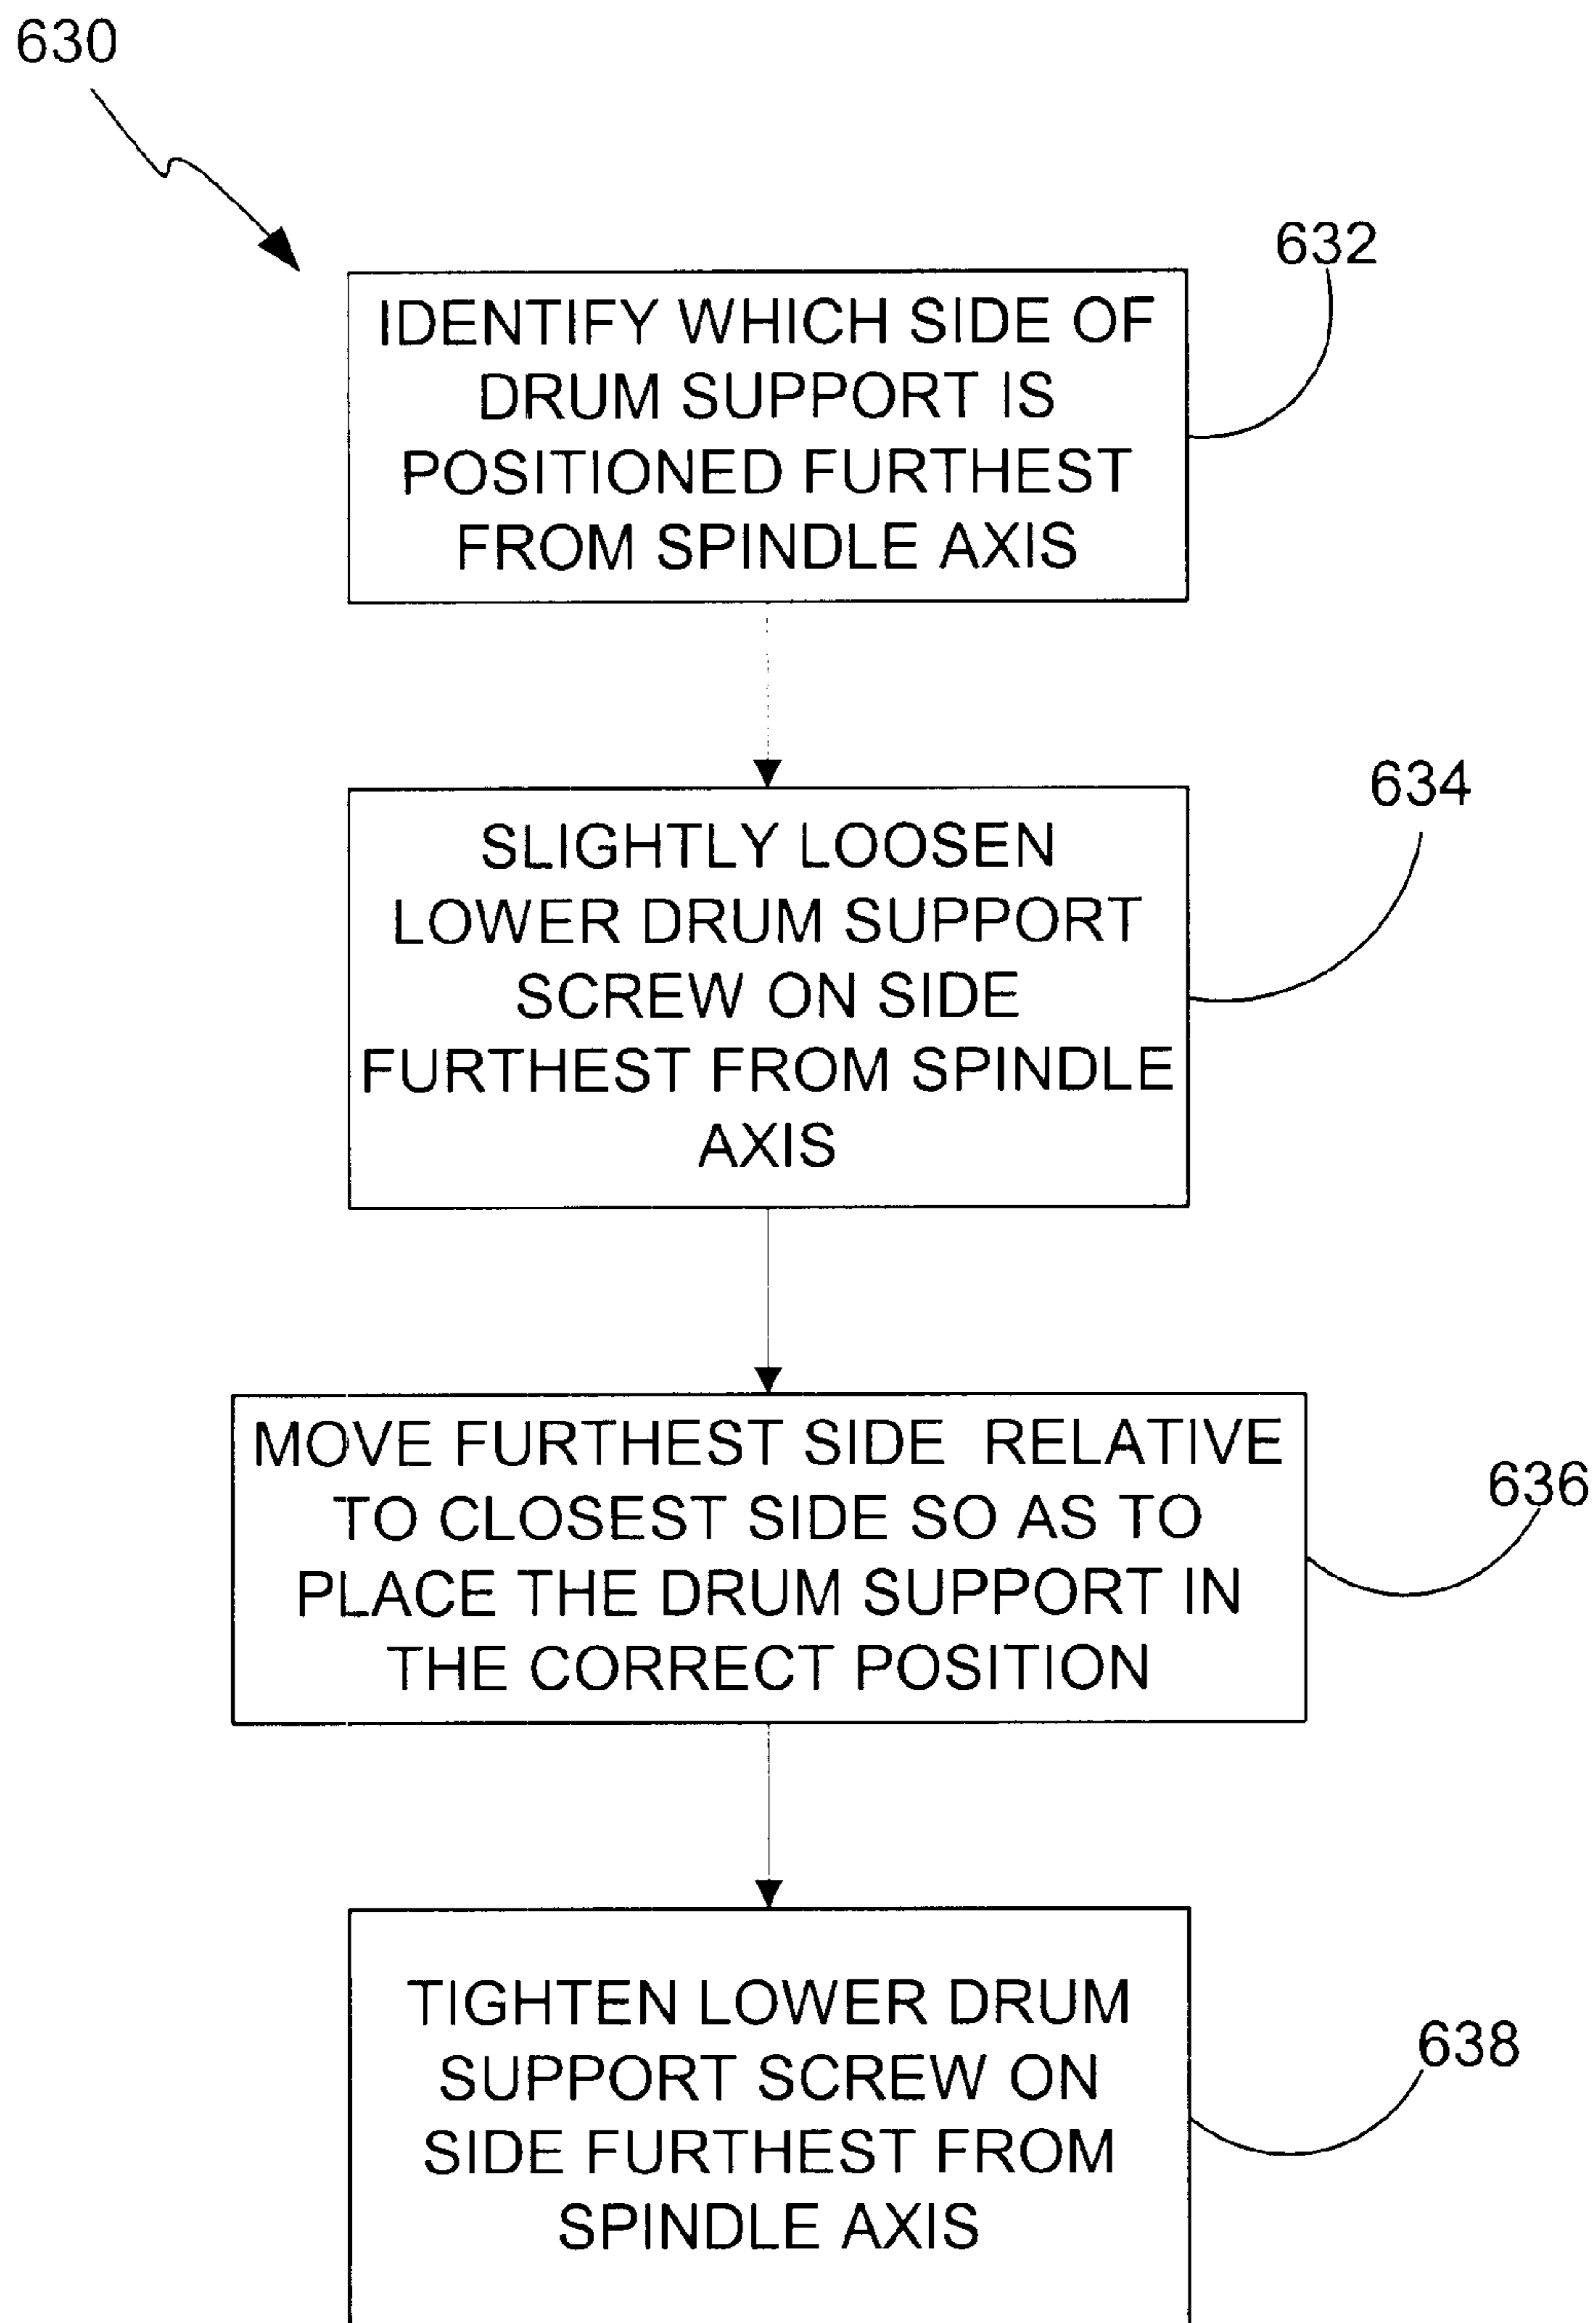 630
632
IDENTIFY WHICH SIDE OF
DRUM SUPPORT IS
POSITIONED FURTHEST
FROM SPINDLE AXIS
634
SLIGHTLY LOOSEN
LOWER DRUM SUPPORT
SCREW ON SIDE
FURTHEST FROM SPINDLE
AXIS
636
MOVE FURTHEST SIDE RELATIVE
TO CLOSEST SIDE SO AS TO
PLACE THE DRUM SUPPORT IN
THE CORRECT POSITION
638
TIGHTEN LOWER DRUM
SUPPORT SCREW ON
SIDE FURTHEST FROM
SPINDLE AXIS